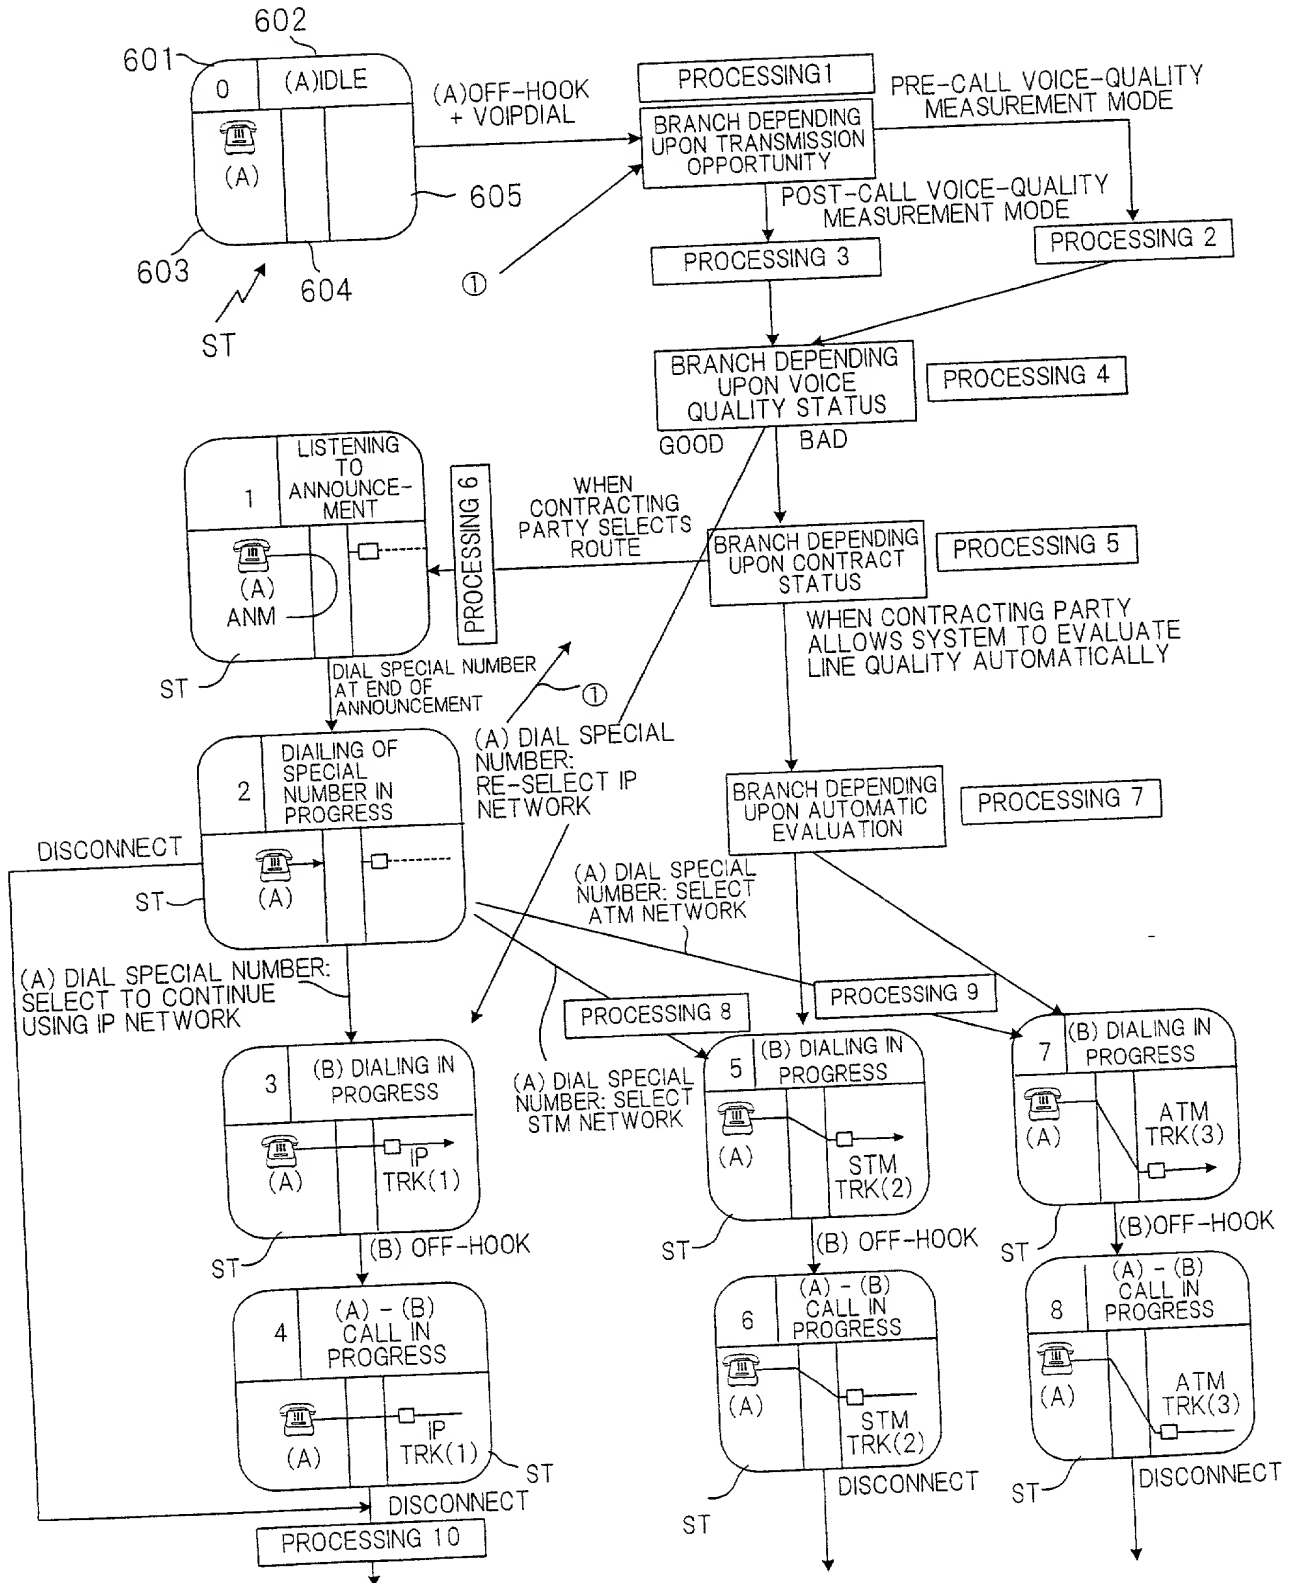 602
601
0
(A)IDLE
(A)
603
604
605
ST
(A)OFF-HOOK
+ VOIPDIAL
①
PROCESSING1
BRANCH DEPENDING
UPON TRANSMISSION
OPPORTUNITY
PRE-CALL VOICE-QUALITY
MEASUREMENT MODE
POST-CALL VOICE-QUALITY
MEASUREMENT MODE
PROCESSING 3
PROCESSING 2
BRANCH DEPENDING
UPON VOICE
QUALITY STATUS
PROCESSING 4
GOOD
BAD
1
LISTENING
TO
ANNOUNCE-
MENT
(A)
ANM
ST
PROCESSING 6
WHEN
CONTRACTING
PARTY SELECTS
ROUTE
BRANCH DEPENDING
UPON CONTRACT
STATUS
PROCESSING 5
WHEN CONTRACTING PARTY
ALLOWS SYSTEM TO EVALUATE
LINE QUALITY AUTOMATICALLY
DIAL SPECIAL NUMBER
AT END OF
ANNOUNCEMENT
①
(A) DIAL SPECIAL
NUMBER:
RE-SELECT IP
NETWORK
2
DIAILING OF
SPECIAL
NUMBER IN
PROGRESS
(A)
ST
DISCONNECT
BRANCH DEPENDING
UPON AUTOMATIC
EVALUATION
PROCESSING 7
(A) DIAL SPECIAL
NUMBER: SELECT
ATM NETWORK
(A) DIAL SPECIAL NUMBER:
SELECT TO CONTINUE
USING IP NETWORK
PROCESSING 8
PROCESSING 9
(A) DIAL SPECIAL
NUMBER: SELECT
STM NETWORK
3
(B) DIALING IN
PROGRESS
(A)
IP
TRK(1)
ST
(B) OFF-HOOK
5
(B) DIALING IN
PROGRESS
(A)
STM
TRK(2)
ST
(B) OFF-HOOK
7
(B) DIALING IN
PROGRESS
(A)
ATM
TRK(3)
ST
(B)OFF-HOOK
4
(A) - (B)
CALL IN
PROGRESS
(A)
IP
TRK(1)
ST
DISCONNECT
PROCESSING 10
6
(A) - (B)
CALL IN
PROGRESS
(A)
STM
TRK(2)
ST
DISCONNECT
8
(A) - (B)
CALL IN
PROGRESS
(A)
ATM
TRK(3)
ST
DISCONNECT